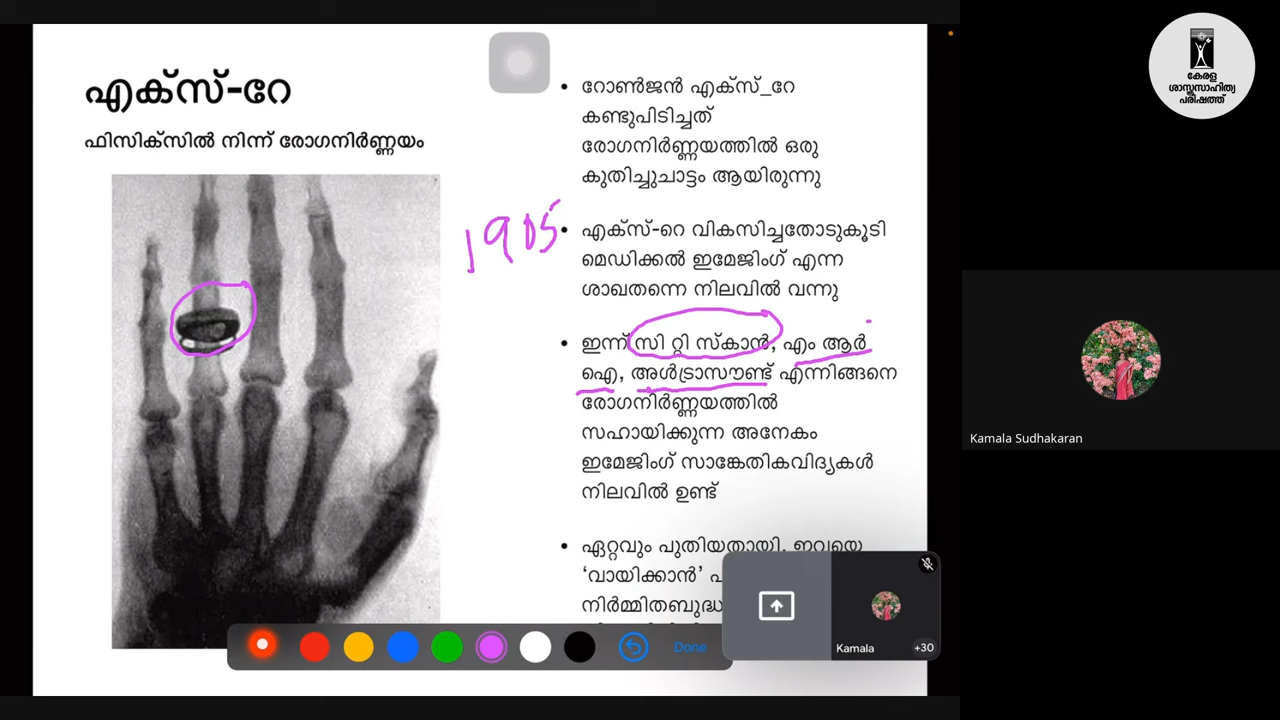 എക്സ്-റേ
ഫിസിക്സിൽ നിന്ന് രോഗനിർണ്ണയം
1905
• റോൺജൻ എക്സ്_റേ
കണ്ടുപിടിച്ചത്
രോഗനിർണ്ണയത്തിൽ ഒരു
കുതിച്ചുചാട്ടം ആയിരുന്നു
• എക്സ്-റെ വികസിച്ചതോടുകൂടി
മെഡിക്കൽ ഇമേജിംഗ് എന്ന
ശാഖതന്നെ നിലവിൽ വന്നു
• ഇന്ന് സി റ്റി സ്കാൻ, എം ആർ
ഐ, അൾട്രാസൗണ്ട് എന്നിങ്ങനെ
രോഗനിർണ്ണയത്തിൽ
സഹായിക്കുന്ന അനേകം
ഇമേജിംഗ് സാങ്കേതികവിദ്യകൾ
നിലവിൽ ഉണ്ട്
• ഏറ്റവും പുതിയതായി, ഇവയെ
‘വായിക്കാൻ’
Done
Kamala
+30
കേരള
ശാസ്ത്രസാഹിത്യ
പരിഷത്ത്
Kamala Sudhakaran